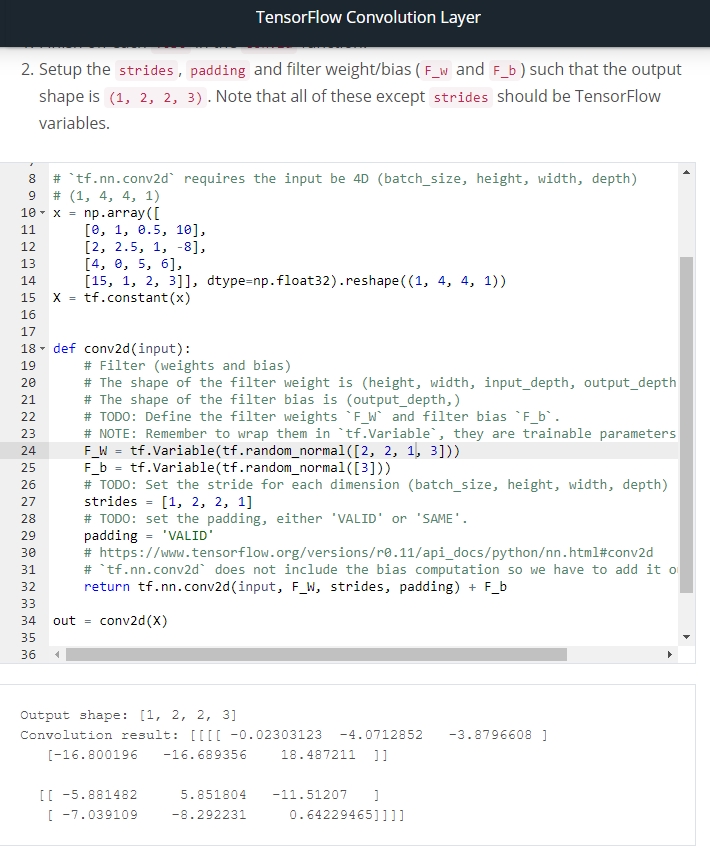 TensorFlow Convolution Layer
2. Setup the strides, padding and filter weight/bias (F_w and F_b) such that the output
shape is (1, 2, 2, 3). Note that all of these except strides should be TensorFlow
variables.
8 # `tf.nn.conv2d` requires the input be 4D (batch_size, height, width, depth)
9 # (1, 4, 4, 1)
10 x = np.array([
11     [0, 1, 0.5, 10],
12     [2, 2.5, 1, -8],
13     [4, 0, 5, 6],
14     [15, 1, 2, 3]], dtype=np.float32).reshape((1, 4, 4, 1))
15 X = tf.constant(x)
16
17
18 def conv2d(input):
19     # Filter (weights and bias)
20     # The shape of the filter weight is (height, width, input_depth, output_depth
21     # The shape of the filter bias is (output_depth,)
22     # TODO: Define the filter weights `F_W` and filter bias `F_b`.
23     # NOTE: Remember to wrap them in `tf.Variable`, they are trainable parameters
24     F_W = tf.Variable(tf.random_normal([2, 2, 1, 3]))
25     F_b = tf.Variable(tf.random_normal([3]))
26     # TODO: Set the stride for each dimension (batch_size, height, width, depth)
27     strides = [1, 2, 2, 1]
28     # TODO: set the padding, either 'VALID' or 'SAME'.
29     padding = 'VALID'
30     # https://www.tensorflow.org/versions/r0.11/api_docs/python/nn.html#conv2d
31     # `tf.nn.conv2d` does not include the bias computation so we have to add it o
32     return tf.nn.conv2d(input, F_W, strides, padding) + F_b
33
34 out = conv2d(X)
35
36
Output shape: [1, 2, 2, 3]
Convolution result: [[[[ -0.02303123 -4.0712852 -3.8796608 ]
[-16.800196 -16.689356 18.487211 ]]
[[ -5.881482 5.851804 -11.51207 ]
[ -7.039109 -8.292231 0.64229465]]]]